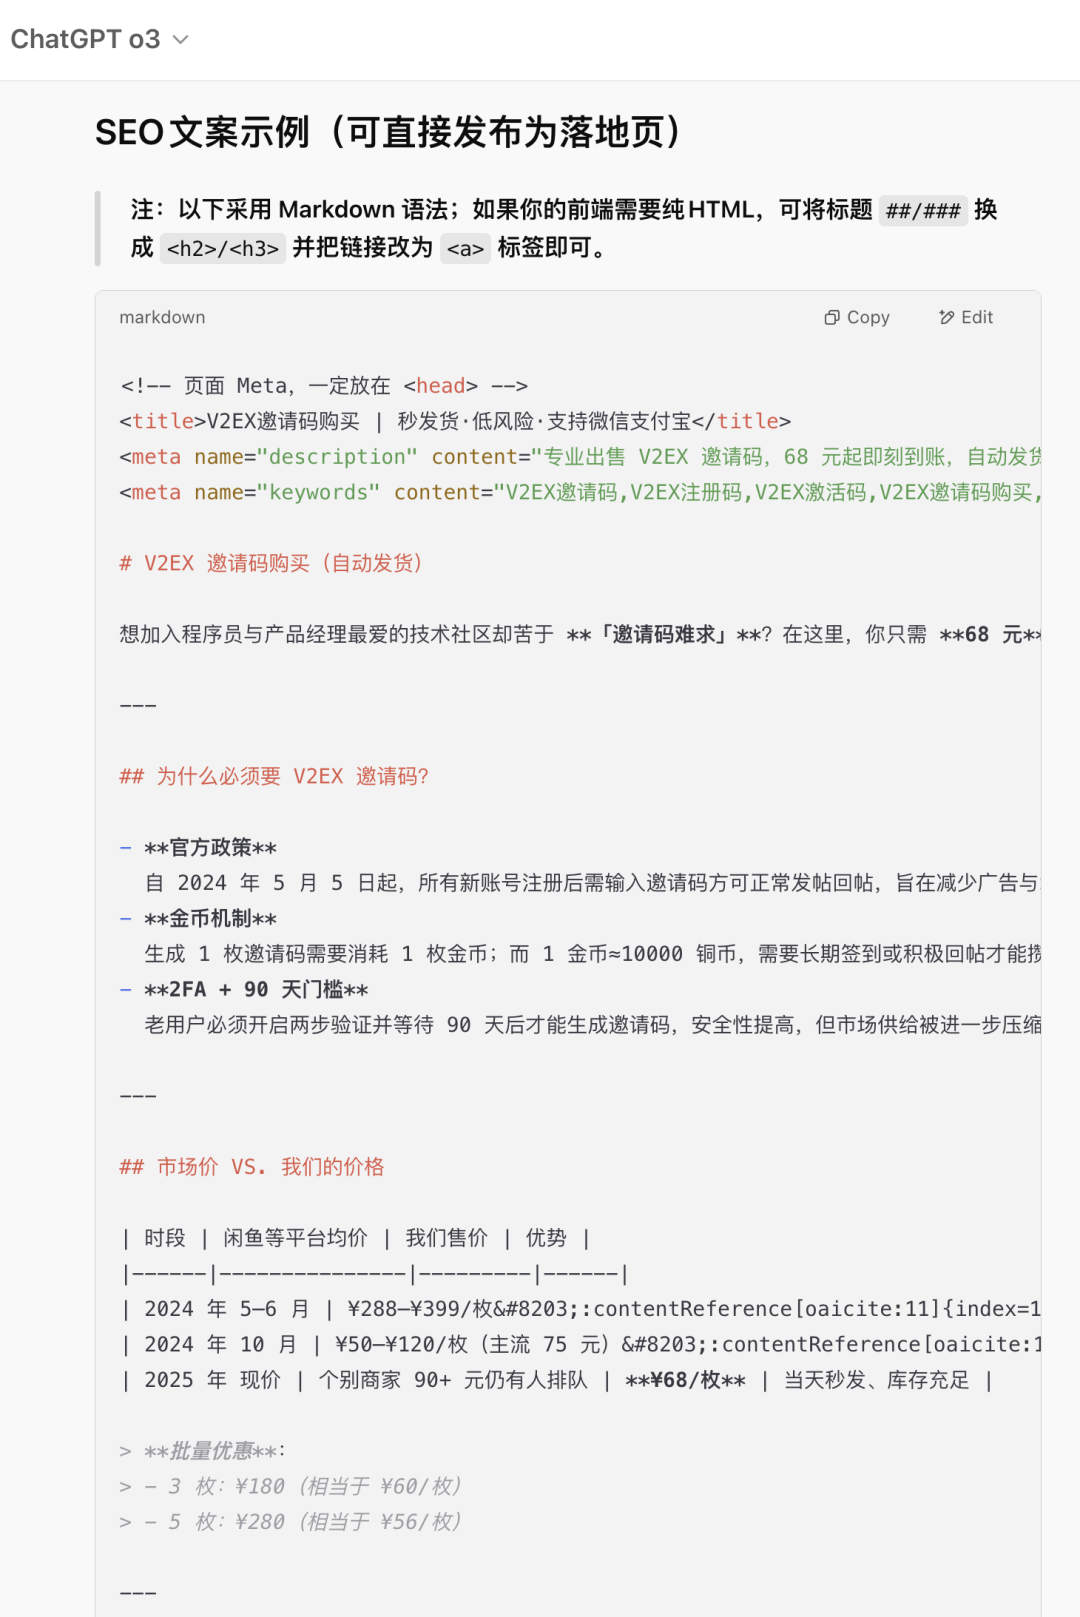 ChatGPT o3
SEO文案示例（可直接发布为落地页）
注：以下采用 Markdown 语法；如果你的前端需要纯HTML，可将标题 ##/### 换
成 <h2>/<h3> 并把链接改为 <a> 标签即可。
markdown Copy Edit
<!-- 页面 Meta，一定放在 <head> -->
<title>V2EX邀请码购买 | 秒发货·低风险·支持微信支付宝</title>
<meta name="description" content="专业出售 V2EX 邀请码，68 元起即刻到账，自动发货
<meta name="keywords" content="V2EX邀请码,V2EX注册码,V2EX激活码,V2EX邀请码购买,
# V2EX 邀请码购买（自动发货）
想加入程序员与产品经理最爱的技术社区却苦于 **「邀请码难求」**？在这里，你只需 **68 元**
---
## 为什么必须要 V2EX 邀请码？
- **官方政策**
自 2024 年 5 月 5 日起，所有新账号注册后需输入邀请码方可正常发帖回帖，旨在减少广告与
- **金币机制**
生成 1 枚邀请码需要消耗 1 枚金币；而 1 金币≈10000 铜币，需要长期签到或积极回帖才能攒
- **2FA + 90 天门槛**
老用户必须开启两步验证并等待 90 天后才能生成邀请码，安全性提高，但市场供给被进一步压缩
---
## 市场价 VS. 我们的价格
| 时段 | 闲鱼等平台均价 | 我们售价 | 优势 |
|------|---------------|---------|------|
| 2024 年 5–6 月 | ¥288–¥399/枚&#8203;:contentReference[oaicite:11]{index=1
| 2024 年 10 月 | ¥50–¥120/枚（主流 75 元）&#8203;:contentReference[oaicite:1
| 2025 年 现价 | 个别商家 90+ 元仍有人排队 | **¥68/枚** | 当天秒发、库存充足 |
> **批量优惠**：
> - 3 枚：¥180（相当于 ¥60/枚）
> - 5 枚：¥280（相当于 ¥56/枚）
---